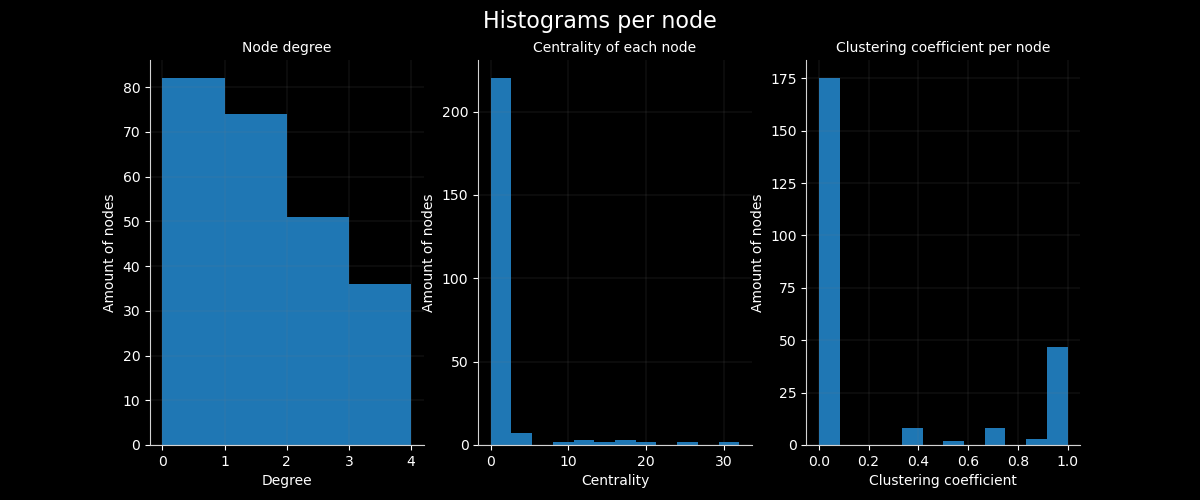 Histograms per node
Node degree
Amount of nodes
80
70
60
50
40
30
20
10
0
0 1 2 3 4
Degree
Centrality of each node
Amount of nodes
200
150
100
50
0
0 10 20 30
Centrality
Clustering coefficient per node
Amount of nodes
175
150
125
100
75
50
25
0
0.0 0.2 0.4 0.6 0.8 1.0
Clustering coefficient